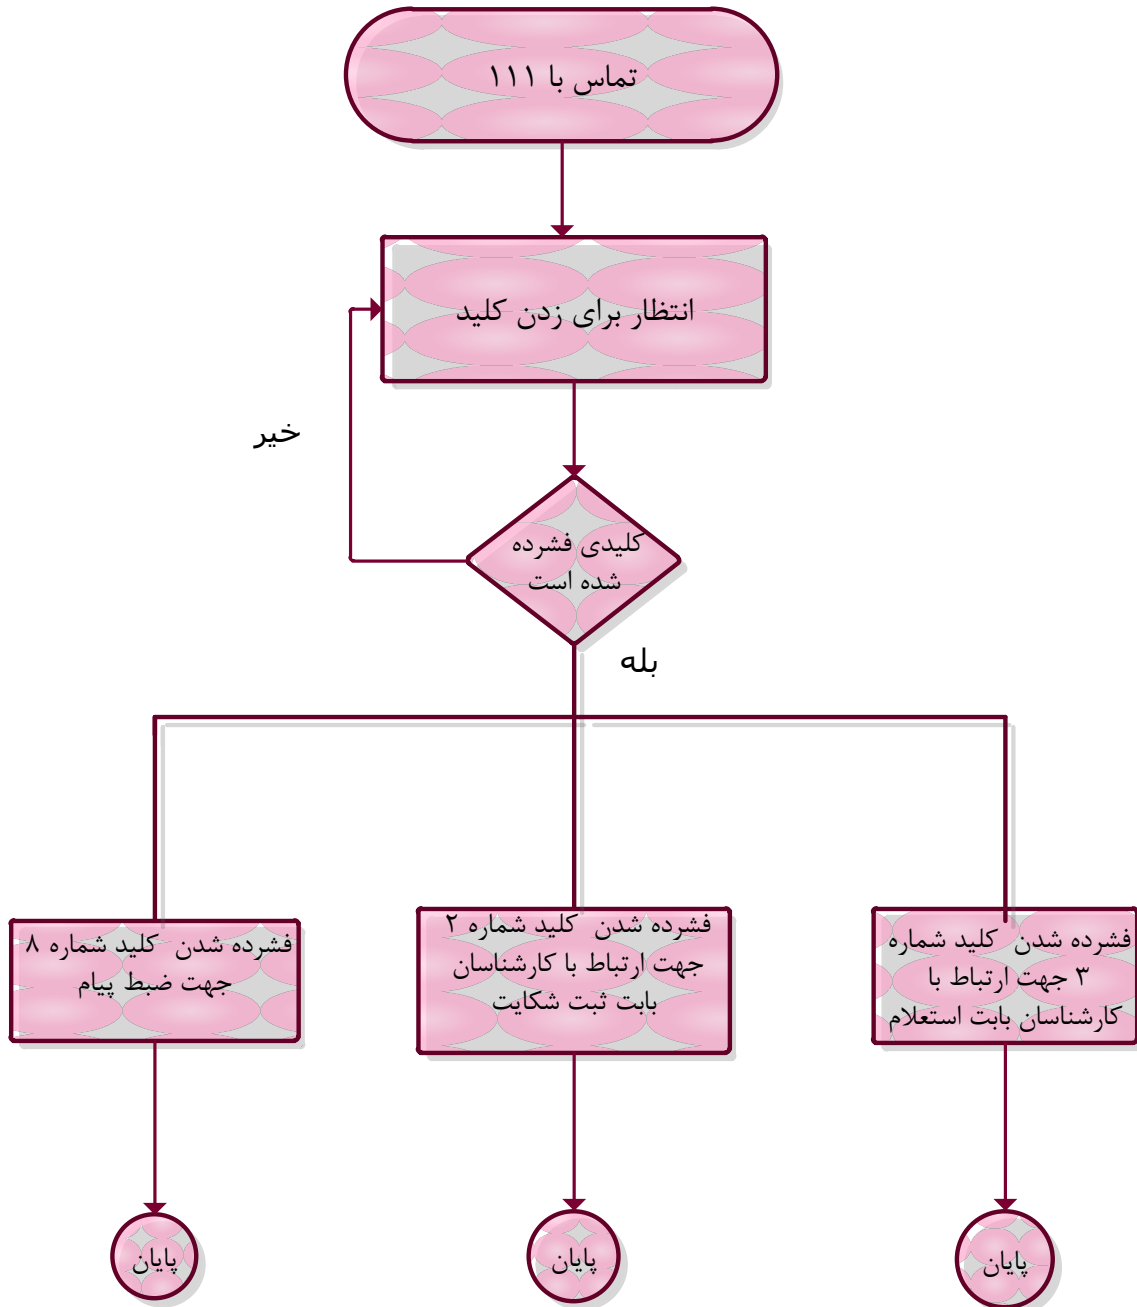 تماس با ۱۱۱
انتظار برای زدن کلید
خیر
کلیدی فشرده
شده است
بله
فشرده شدن کلید شماره
۳ جهت ارتباط با
کارشناسان بابت استعلام
فشرده شدن کلید شماره ۲
جهت ارتباط با کارشناسان
بابت ثبت شکایت
فشرده شدن کلید شماره ۸
جهت ضبط پیام
پایان
پایان
پایان